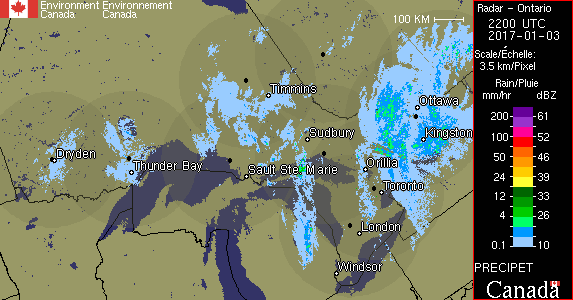 Environment Environnement
Canada Canada
100 KM
Timmins
Ottawa
Kingston
Sudbury
Dryden
Thunder Bay
Sault Ste. Marie
Orillia
Toronto
London
Windsor
Radar - Ontario
2200 UTC
2017-01-03
Scale/Échelle:
3.5 km/Pixel
Rain/Pluie
mm/hr dBZ
200 61
100 52
50 46
24 39
12 33
4 26
0.1 10
PRECIPET
Canada